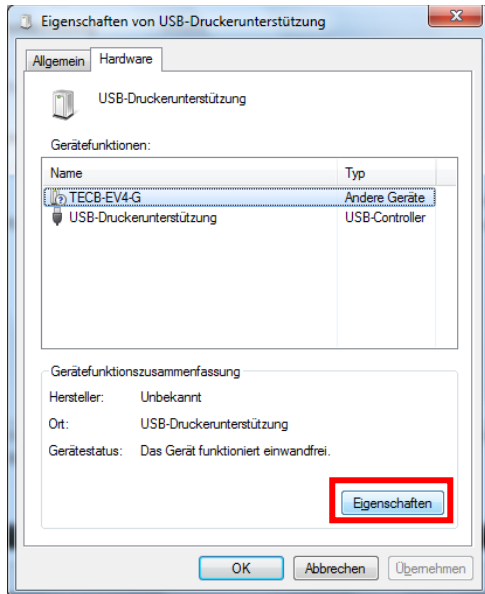 Eigenschaften von USB-Druckerunterstützung
Allgemein Hardware
USB-Druckerunterstützung
Gerätefunktionen:
Name Typ
TECB-EV4-G Andere Geräte
USB-Druckerunterstützung USB-Controller
Gerätefunktionszusammenfassung
Hersteller: Unbekannt
Ort: USB-Druckerunterstützung
Gerätestatus: Das Gerät funktioniert einwandfrei.
Eigenschaften
OK Abbrechen Übernehmen